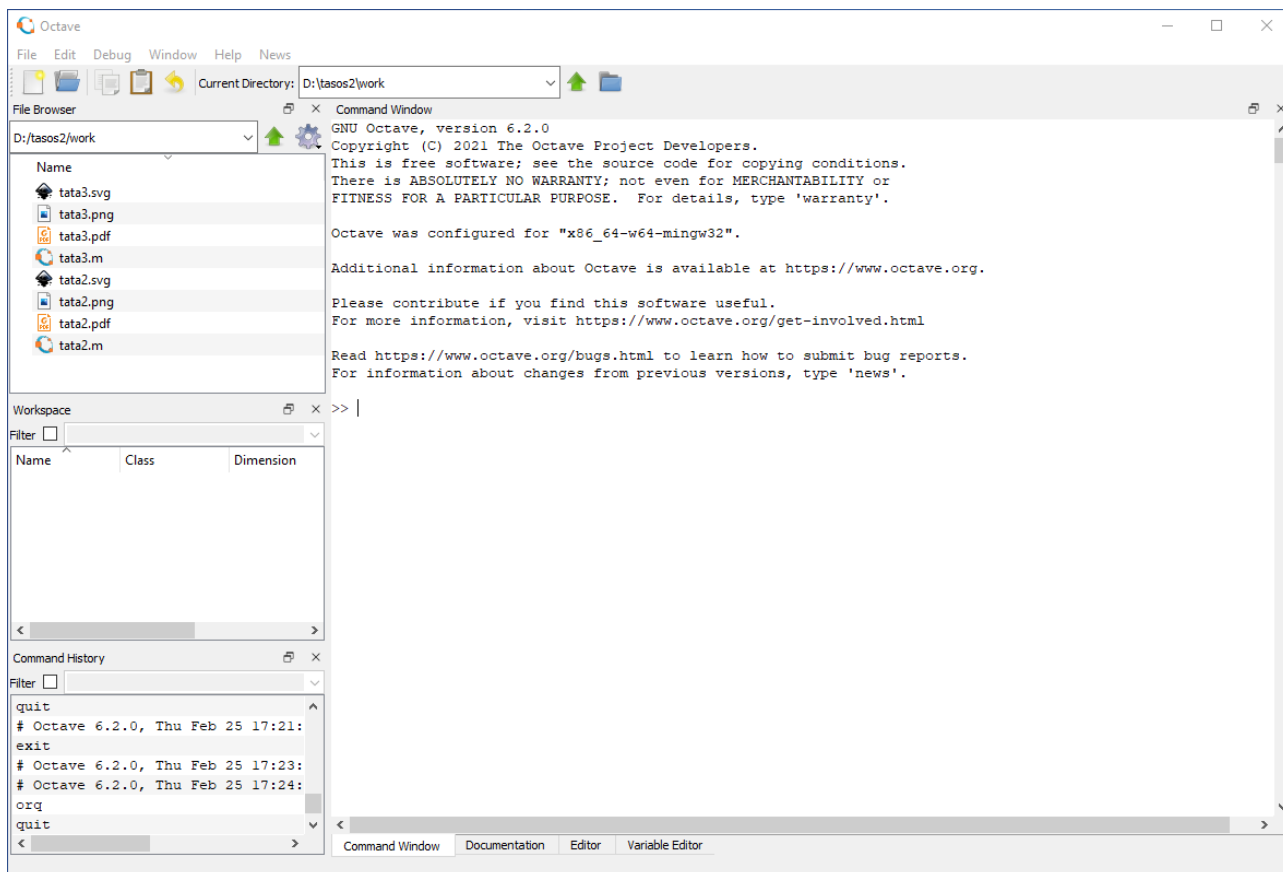 Octave
File Edit Debug Window Help News
Current Directory: D:\tasos2\work
File Browser
D:/tasos2/work
Name
tata3.svg
tata3.png
tata3.pdf
tata3.m
tata2.svg
tata2.png
tata2.pdf
tata2.m
Workspace
Filter
Name Class Dimension
Command History
Filter
quit
# Octave 6.2.0, Thu Feb 25 17:21:
exit
# Octave 6.2.0, Thu Feb 25 17:23:
# Octave 6.2.0, Thu Feb 25 17:24:
orq
quit
Command Window
GNU Octave, version 6.2.0
Copyright (C) 2021 The Octave Project Developers.
This is free software; see the source code for copying conditions.
There is ABSOLUTELY NO WARRANTY; not even for MERCHANTABILITY or
FITNESS FOR A PARTICULAR PURPOSE.  For details, type 'warranty'.
Octave was configured for "x86_64-w64-mingw32".
Additional information about Octave is available at https://www.octave.org.
Please contribute if you find this software useful.
For more information, visit https://www.octave.org/get-involved.html
Read https://www.octave.org/bugs.html to learn how to submit bug reports.
For information about changes from previous versions, type 'news'.
>>
Command Window Documentation Editor Variable Editor